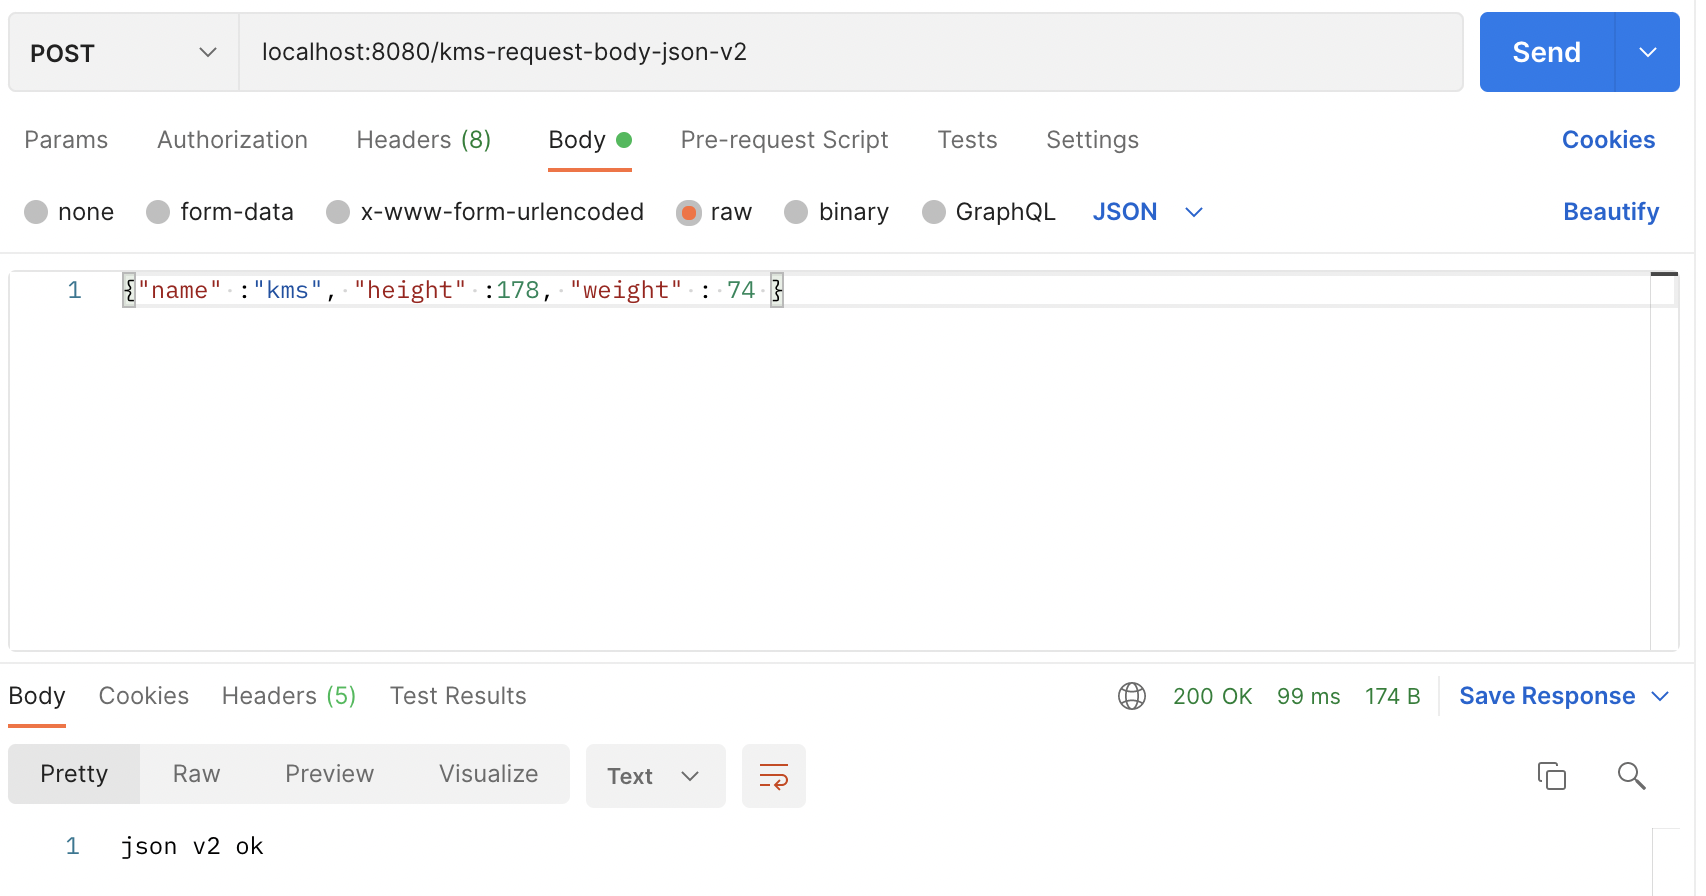 POST localhost:8080/kms-request-body-json-v2 Send
Params Authorization Headers (8) Body Pre-request Script Tests Settings Cookies
none form-data x-www-form-urlencoded raw binary GraphQL JSON Beautify
1 {"name" :"kms", "height" :178, "weight" : 74 }
Body Cookies Headers (5) Test Results 200 OK 99 ms 174 B Save Response
Pretty Raw Preview Visualize Text
1 json v2 ok